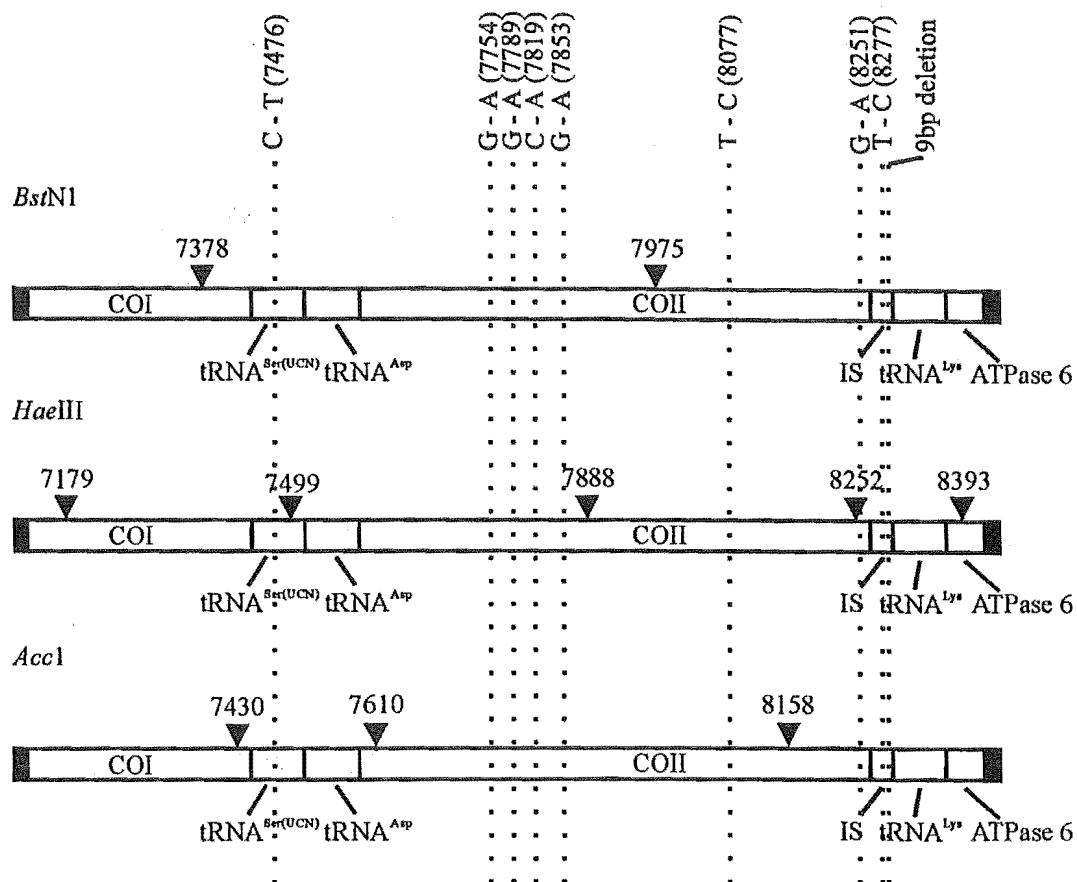 C - T (7476)
G - A (7754)
G - A (7789)
C - A (7819)
G - A (7853)
T - C (8077)
G - A (8251)
T - C (8277)
9bp deletion
BstN1
7378 7975
COI COII
tRNA^Ser(UCN) tRNA^Asp IS tRNA^Lys ATPase 6
HaeIII
7179 7499 7888 8252 8393
COI COII
tRNA^Ser(UCN) tRNA^Asp IS tRNA^Lys ATPase 6
Acc1
7430 7610 8158
COI COII
tRNA^Ser(UCN) tRNA^Asp IS tRNA^Lys ATPase 6